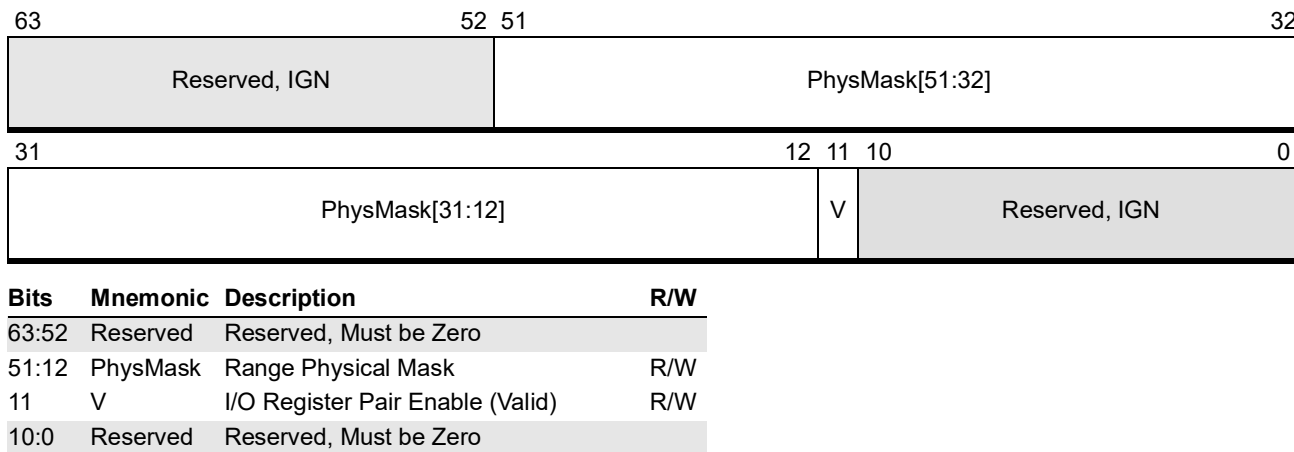 63 52 51 32
Reserved, IGN PhysMask[51:32]
31 12 11 10 0
PhysMask[31:12] V Reserved, IGN
Bits Mnemonic Description R/W
63:52 Reserved Reserved, Must be Zero
51:12 PhysMask Range Physical Mask R/W
11 V I/O Register Pair Enable (Valid) R/W
10:0 Reserved Reserved, Must be Zero